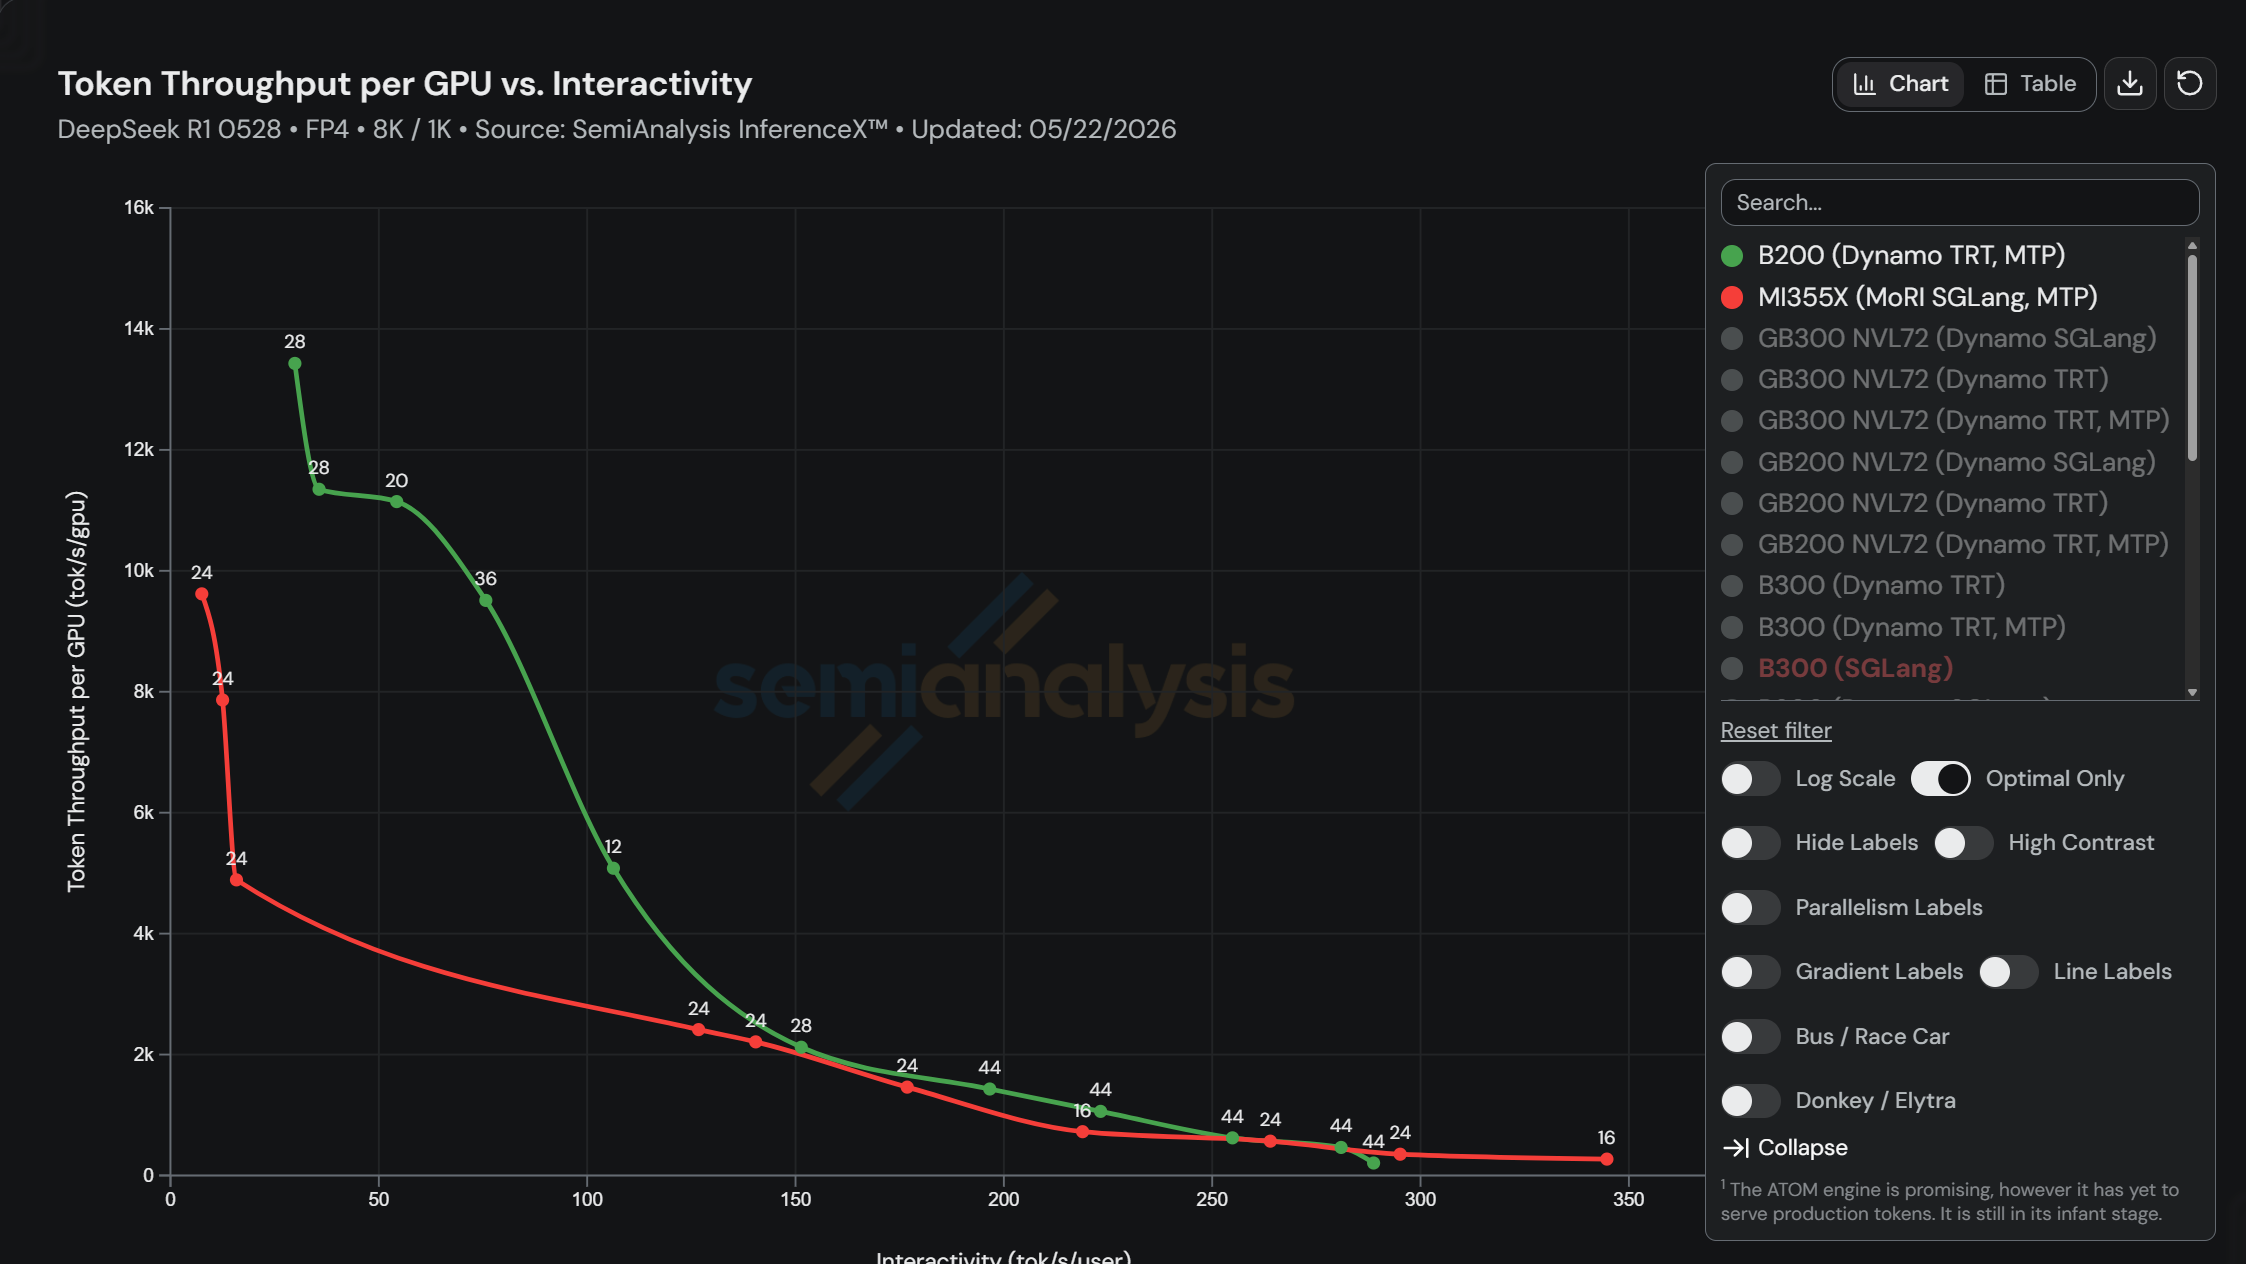 Token Throughput per GPU vs. Interactivity
DeepSeek R1 0528 • FP4 • 8K / 1K • Source: SemiAnalysis InferenceX™ • Updated: 05/22/2026
Chart
Table
Search...
B200 (Dynamo TRT, MTP)
MI355X (MoRI SGLang, MTP)
GB300 NVL72 (Dynamo SGLang)
GB300 NVL72 (Dynamo TRT)
GB300 NVL72 (Dynamo TRT, MTP)
GB200 NVL72 (Dynamo SGLang)
GB200 NVL72 (Dynamo TRT)
GB200 NVL72 (Dynamo TRT, MTP)
B300 (Dynamo TRT)
B300 (Dynamo TRT, MTP)
B300 (SGLang)
Reset filter
Log Scale
Optimal Only
Hide Labels
High Contrast
Parallelism Labels
Gradient Labels
Line Labels
Bus / Race Car
Donkey / Elytra
Collapse
1 The ATOM engine is promising, however it has yet to
serve production tokens. It is still in its infant stage.
Token Throughput per GPU (tok/s/gpu)
16k
14k
12k
10k
8k
6k
4k
2k
0
28
28
20
36
12
28
44
44
44
44
44
24
24
24
24
24
24
16
24
24
16
semianalysis
0
50
100
150
200
250
300
350
Interactivity (tok/s/user)